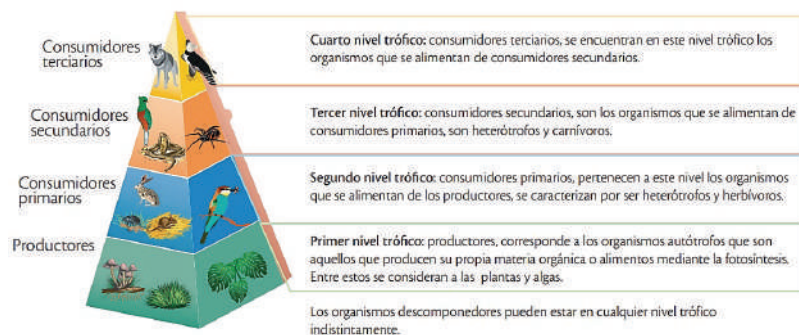 Consumidores
terciarios
Cuarto nivel trófico: consumidores terciarios, se encuentran en este nivel trófico los
organismos que se alimentan de consumidores secundarios.
Consumidores
secundarios
Tercer nivel trófico: consumidores secundarios, son los organismos que se alimentan de
consumidores primarios, son heterótrofos y carnívoros.
Consumidores
primarios
Segundo nivel trófico: consumidores primarios, pertenecen a este nivel los organismos
que se alimentan de los productores, se caracterizan por ser heterótrofos y herbívoros.
Productores
Primer nivel trófico: productores, corresponde a los organismos autótrofos que son
aquellos que producen su propia materia orgánica o alimentos mediante la fotosíntesis.
Entre estos se consideran a las plantas y algas.
Los organismos descomponedores pueden estar en cualquier nivel trófico
indistintamente.